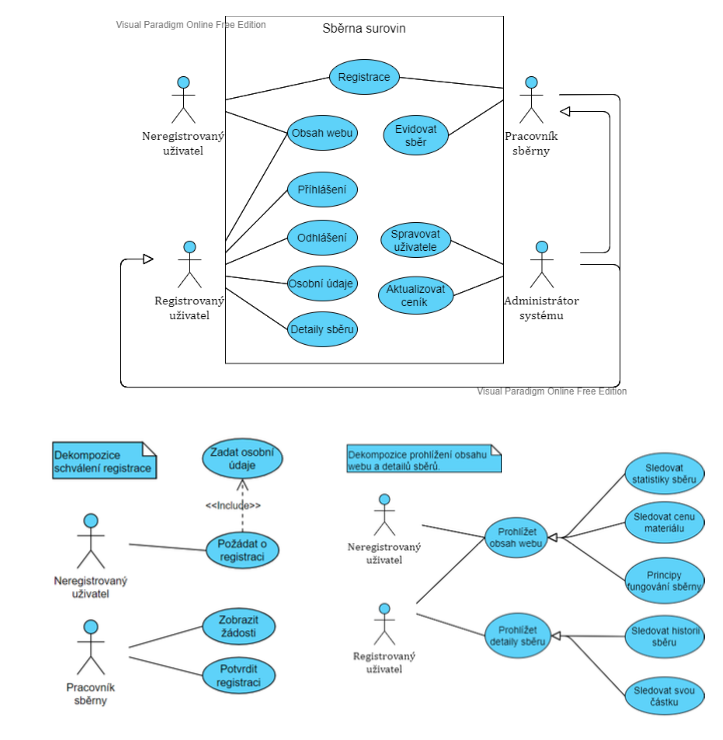 Visual Paradigm Online Free Edition
Sběrna surovin
Registrace
Neregistrovaný
uživatel
Obsah webu
Evidovat
sběr
Pracovník
sběrny
Přihlášení
Odhlášení
Spravovat
uživatele
Registrovaný
uživatel
Osobní údaje
Aktualizovat
ceník
Administrátor
systému
Detaily sběru
Visual Paradigm Online Free Edition
Dekompozice
schválení registrace
Zadat osobní
údaje
<<Include>>
Požádat o
registraci
Neregistrovaný
uživatel
Zobrazit
žádosti
Potvrdit
registraci
Pracovník
sběrny
Dekompozice prohlížení obsahu
webu a detailů sběrů.
Sledovat
statistiky sběru
Sledovat cenu
materiálu
Neregistrovaný
uživatel
Prohlížet
obsah webu
Principy
fungování sběrny
Registrovaný
uživatel
Prohlížet
detaily sběru
Sledovat historii
sběru
Sledovat svou
částku